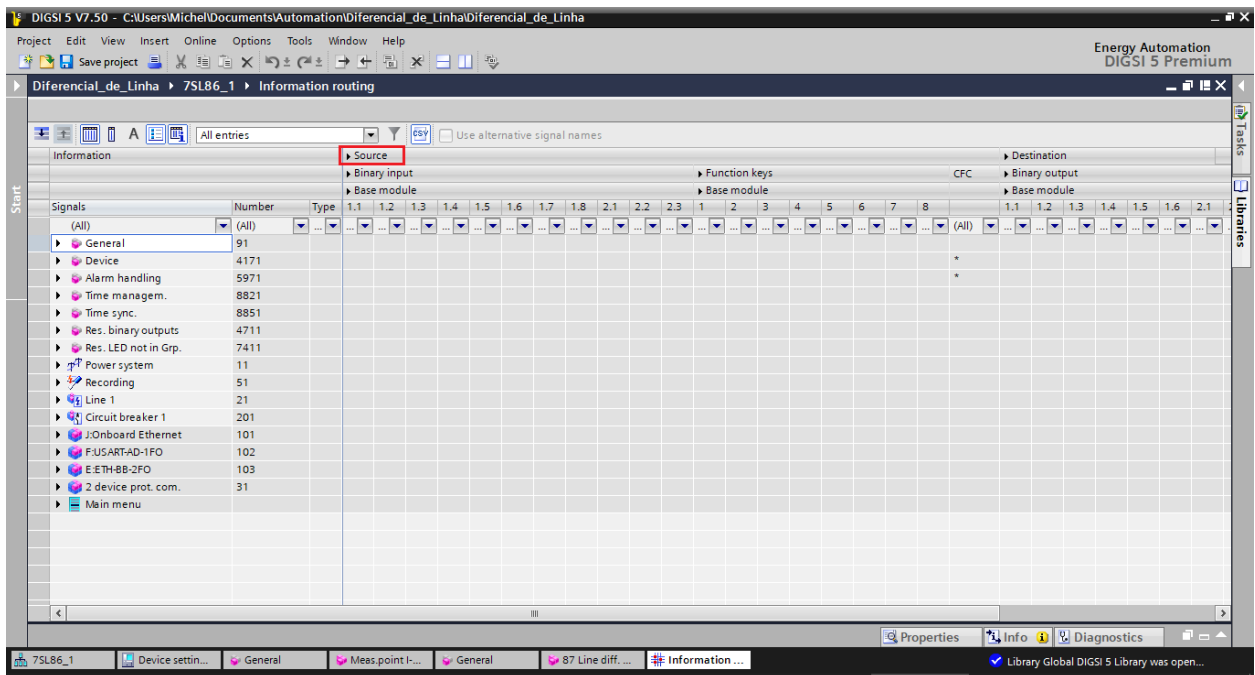 DIGSI 5 V7.50 - C:\Users\Michel\Documents\Automation\Diferencial_de_Linha\Diferencial_de_Linha
Project Edit View Insert Online Options Tools Window Help
Save project
Energy Automation
DIGSI 5 Premium
Diferencial_de_Linha 7SL86_1 Information routing
All entries CSV Use alternative signal names
Information Source Destination
Binary input Function keys CFC Binary output
Base module Base module Base module
Signals Number Type 1.1 1.2 1.3 1.4 1.5 1.6 1.7 1.8 2.1 2.2 2.3 1 2 3 4 5 6 7 8 1.1 1.2 1.3 1.4 1.5 1.6 2.1
(All) (All) ... ... ... ... ... ... ... ... ... ... ... ... ... ... ... ... ... ... ... ... (All) ... ... ... ... ... ... ...
General 91
Device 4171 *
Alarm handling 5971 *
Time managem. 8821
Time sync. 8851
Res. binary outputs 4711
Res. LED not in Grp. 7411
Power system 11
Recording 51
Line 1 21
Circuit breaker 1 201
J:Onboard Ethernet 101
F:USART-AD-1FO 102
E:ETH-BB-2FO 103
2 device prot. com. 31
Main menu
Start
Tasks
Libraries
Properties Info Diagnostics
7SL86_1 Device settin... General Meas.point I-... General 87 Line diff. ... Information ... Library Global DIGSI 5 Library was open...